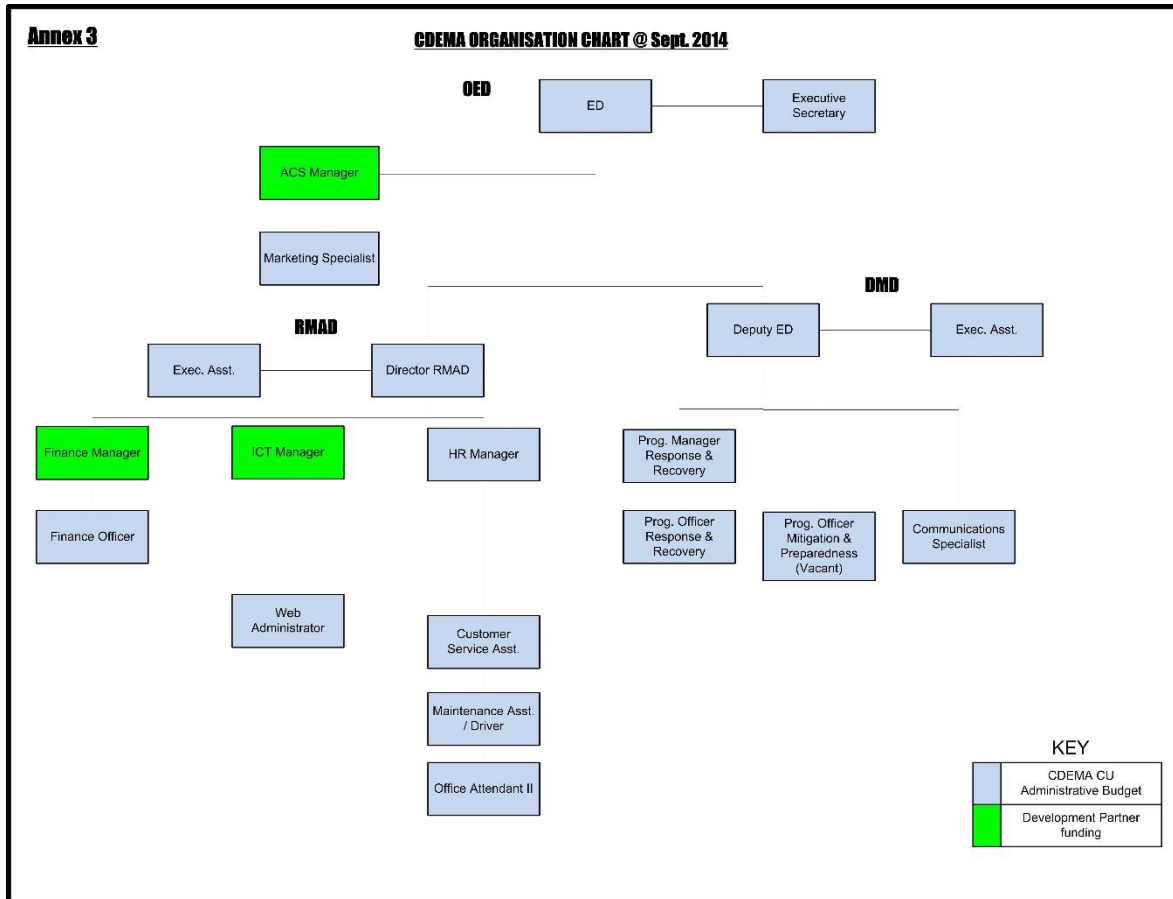 Annex 3
CDEMA ORGANISATION CHART @ Sept. 2014
OED
ED
Executive
Secretary
ACS Manager
Marketing Specialist
DMD
RMAD
Deputy ED
Exec. Asst.
Exec. Asst.
Director RMAD
Finance Manager
ICT Manager
HR Manager
Prog. Manager
Response &
Recovery
Finance Officer
Prog. Officer
Response &
Recovery
Prog. Officer
Mitigation &
Preparedness
(Vacant)
Communications
Specialist
Web
Administrator
Customer
Service Asst.
Maintenance Asst.
/ Driver
Office Attendant II
KEY
CDEMA CU
Administrative Budget
Development Partner
funding